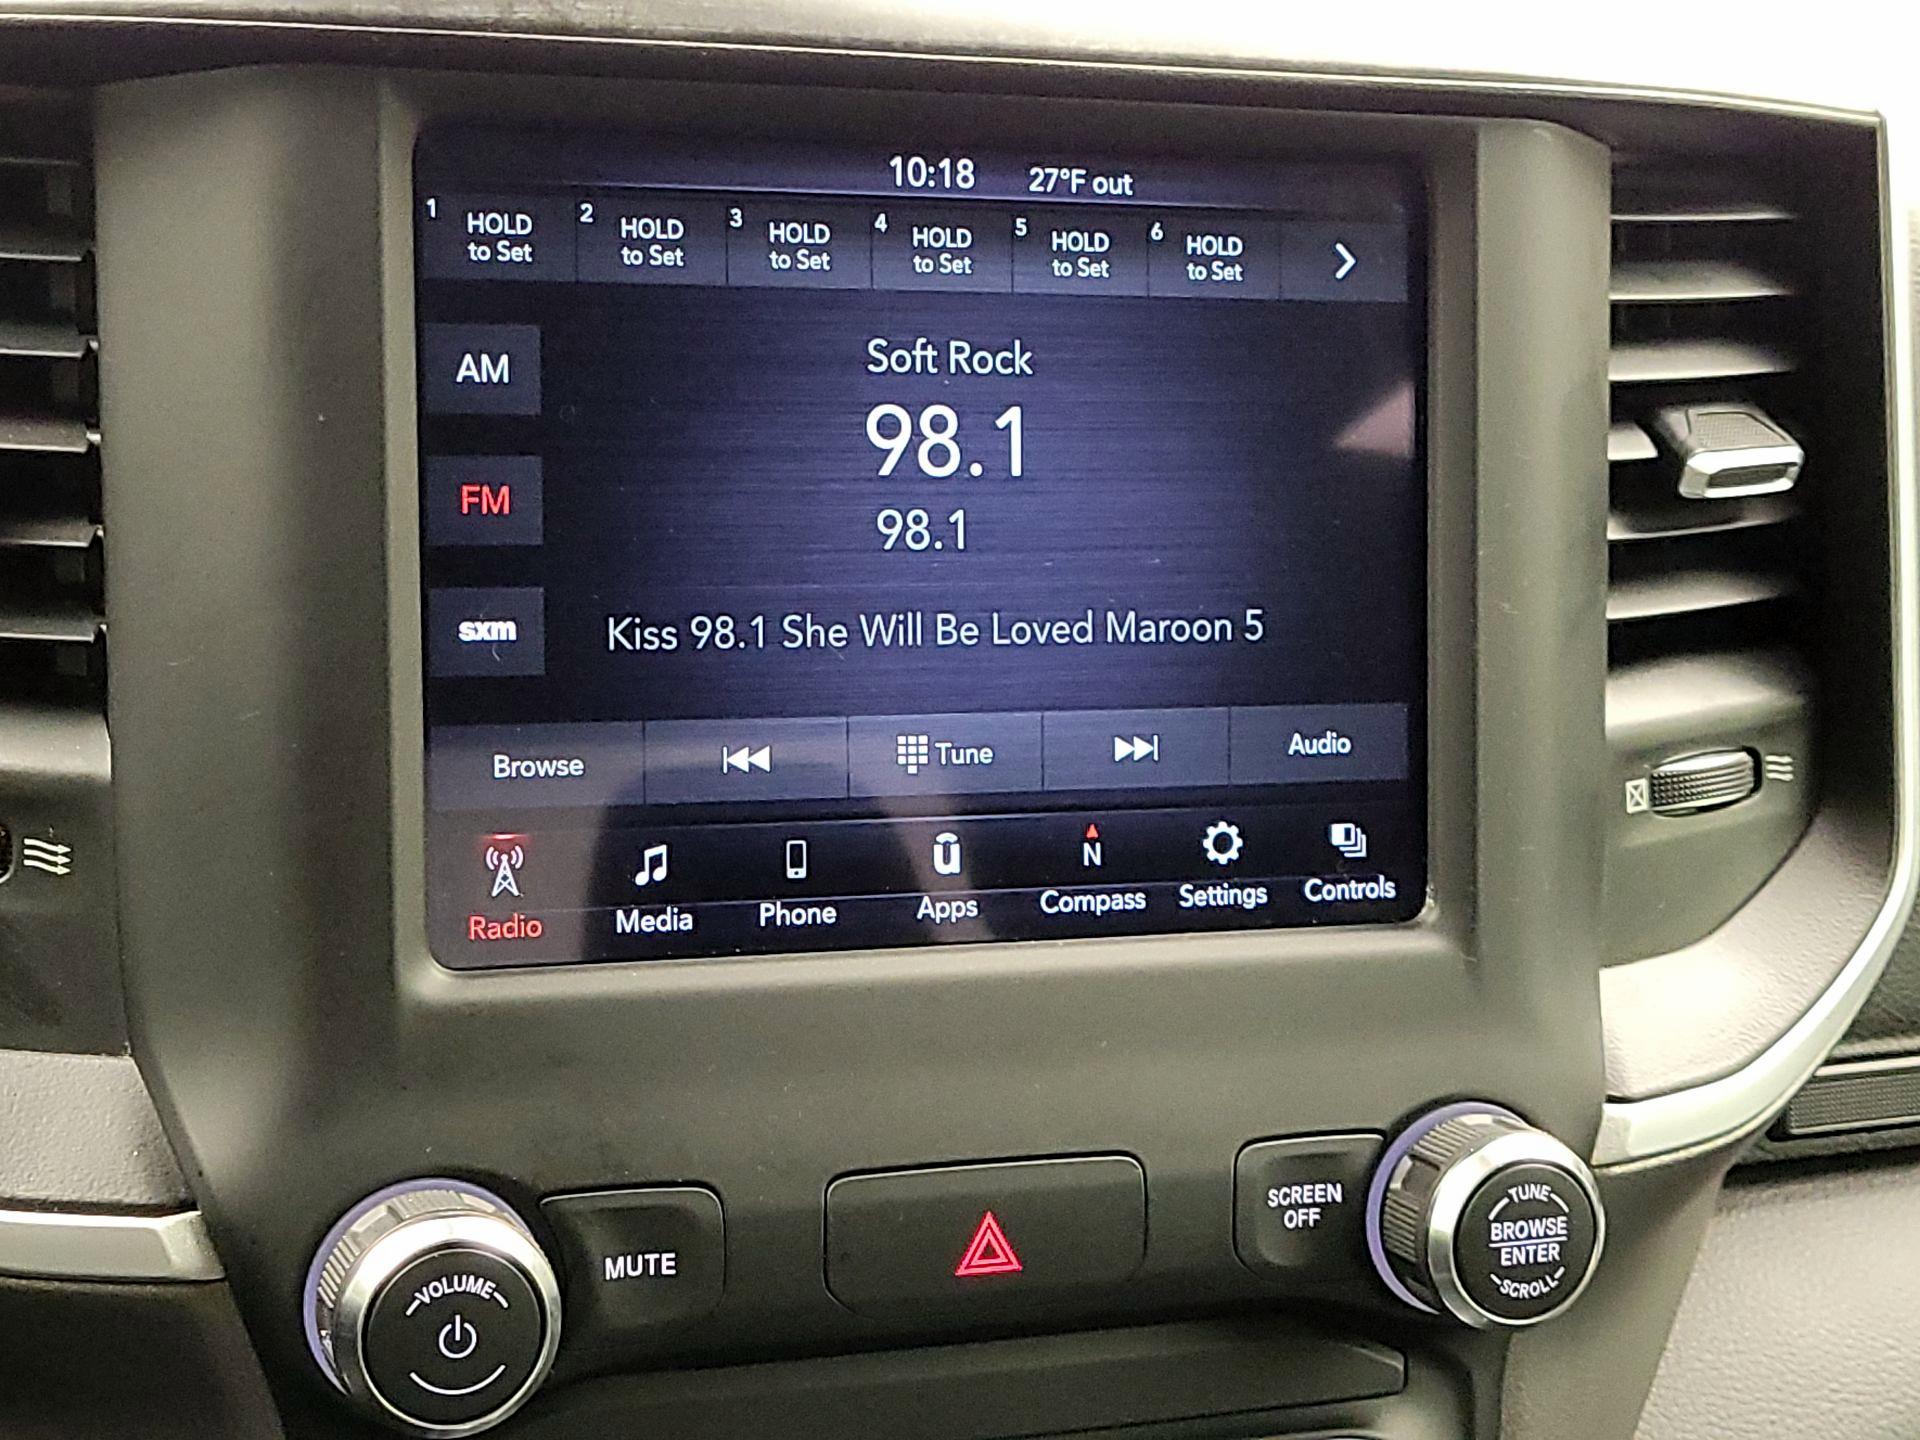 10:18 27°F out
1 HOLD to Set
2 HOLD to Set
3 HOLD to Set
4 HOLD to Set
5 HOLD to Set
6 HOLD to Set
AM
Soft Rock
98.1
FM
98.1
sxm
Kiss 98.1 She Will Be Loved Maroon 5
Browse Tune Audio
N
Radio Media Phone Apps Compass Settings Controls
VOLUME
MUTE
SCREEN
OFF
TUNE
BROWSE
ENTER
SCROLL